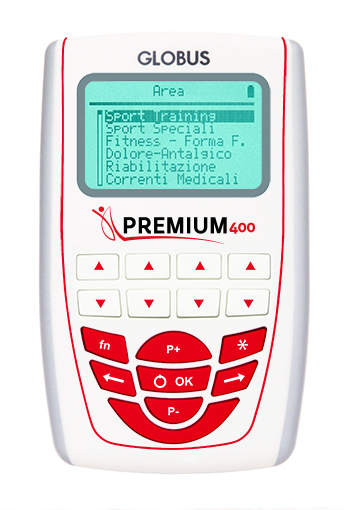 GLOBUS
Area
Sport Training
Sport Speciali
Fitness - Forma F.
Dolore-Antalgico
Riabilitazione
Correnti Medicali
PREMIUM400
fn P+ *
OK
P-